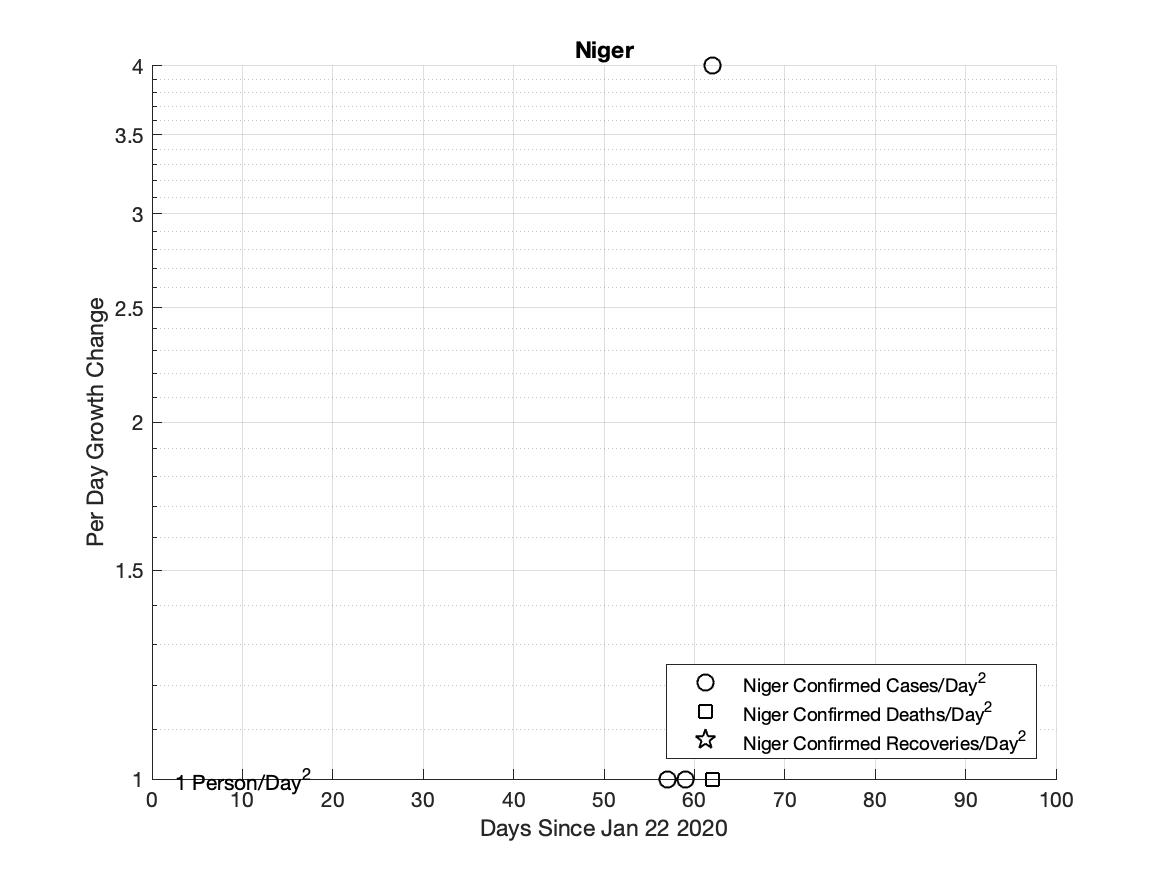 Niger
4
3.5
3
2.5
2
1.5
1
Per Day Growth Change
Niger Confirmed Cases/Day²
Niger Confirmed Deaths/Day²
Niger Confirmed Recoveries/Day²
1 Person/Day²
0 10 20 30 40 50 60 70 80 90 100
Days Since Jan 22 2020